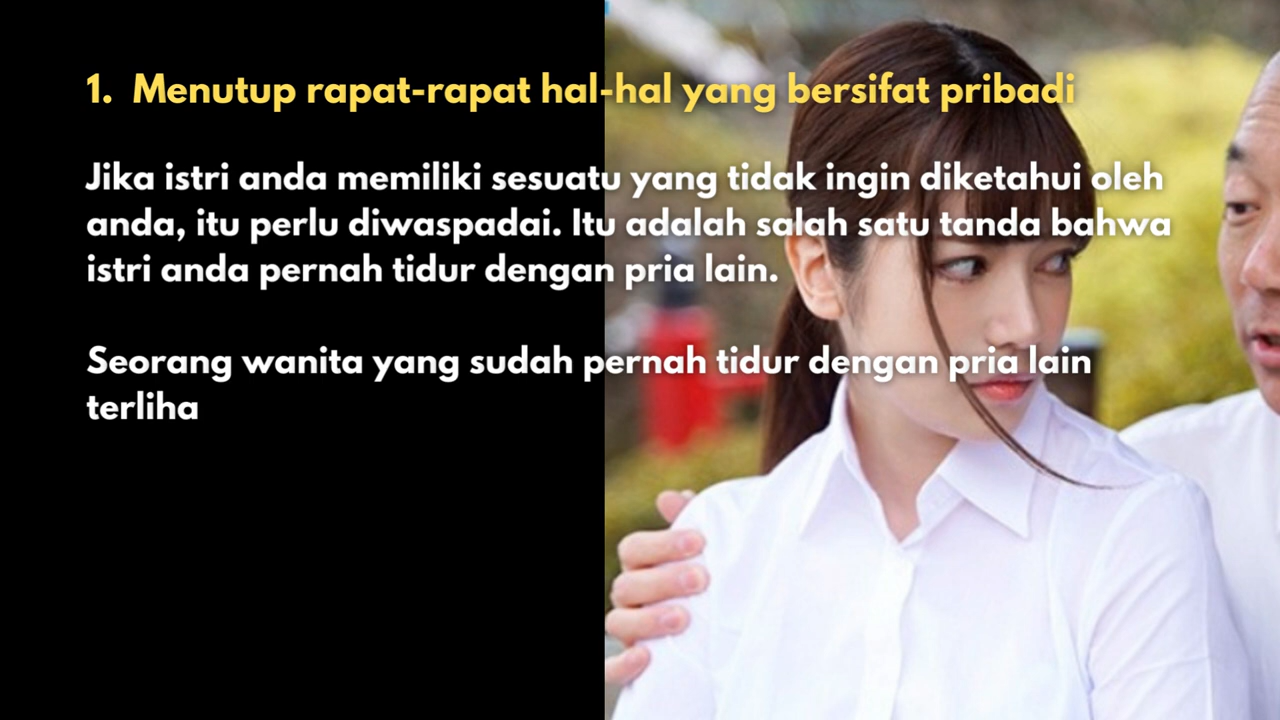 1. Menutup rapat-rapat hal-hal yang bersifat pribadi
Jika istri anda memiliki sesuatu yang tidak ingin diketahui oleh
anda, itu perlu diwaspadai. Itu adalah salah satu tanda bahwa
istri anda pernah tidur dengan pria lain.
Seorang wanita yang sudah pernah tidur dengan pria lain
terliha